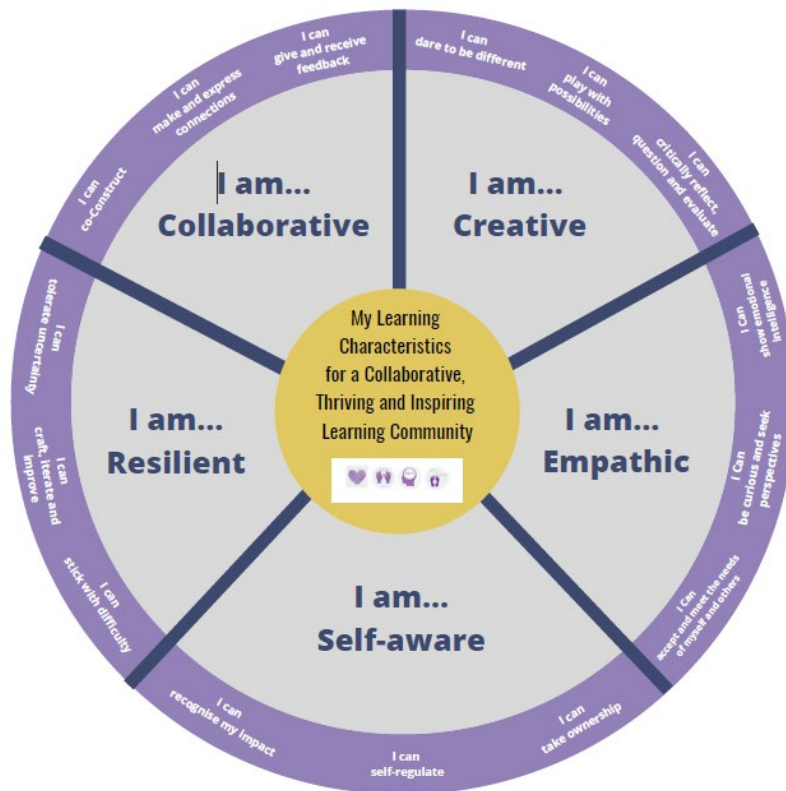 I can
give and receive
feedback
I can
make and express
connections
I can
co-Construct
I am...
Collaborative
I can
dare to be different
I can
play with
possibilities
I can
critically reflect,
question and evaluate
I am...
Creative
I Can
show emotional
intelligence
I Can
be curious and seek
perspectives
I Can
accept and meet the needs
of myself and others
I am...
Empathic
I can
take ownership
I can
self-regulate
I can
recognise my impact
I am...
Self-aware
I can
stick with difficulty
I can
craft, iterate and
improve
I can
tolerate uncertainty
I am...
Resilient
My Learning
Characteristics
for a Collaborative,
Thriving and Inspiring
Learning Community